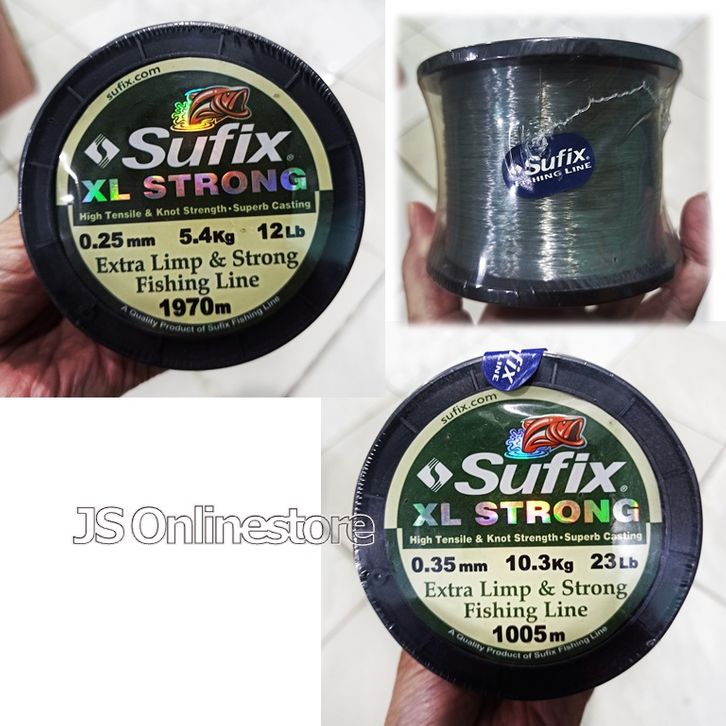 sufix.com
Sufix®
XL STRONG
High Tensile & Knot Strength • Superb Casting
0.25mm 5.4Kg 12Lb
Extra Limp & Strong
Fishing Line
1970m
A Quality Product of Sufix Fishing Line
Sufix®
FISHING LINE
JS Onlinestore
fix
LINE
sufix.com
Sufix®
XL STRONG
High Tensile & Knot Strength • Superb Casting
0.35mm 10.3Kg 23Lb
Extra Limp & Strong
Fishing Line
1005m
A Quality Product of Sufix Fishing Line